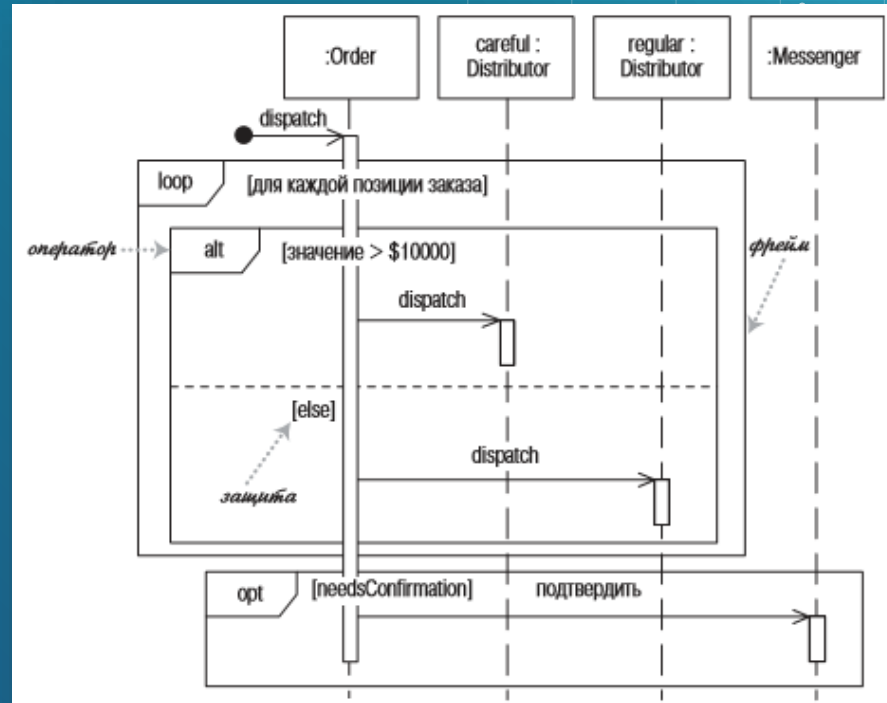 :Order
careful :
Distributor
regular :
Distributor
:Messenger
dispatch
loop
[для каждой позиции заказа]
оператор
alt
[значение > $10000]
фрейм
dispatch
[else]
dispatch
защита
opt
[needsConfirmation]
подтвердить